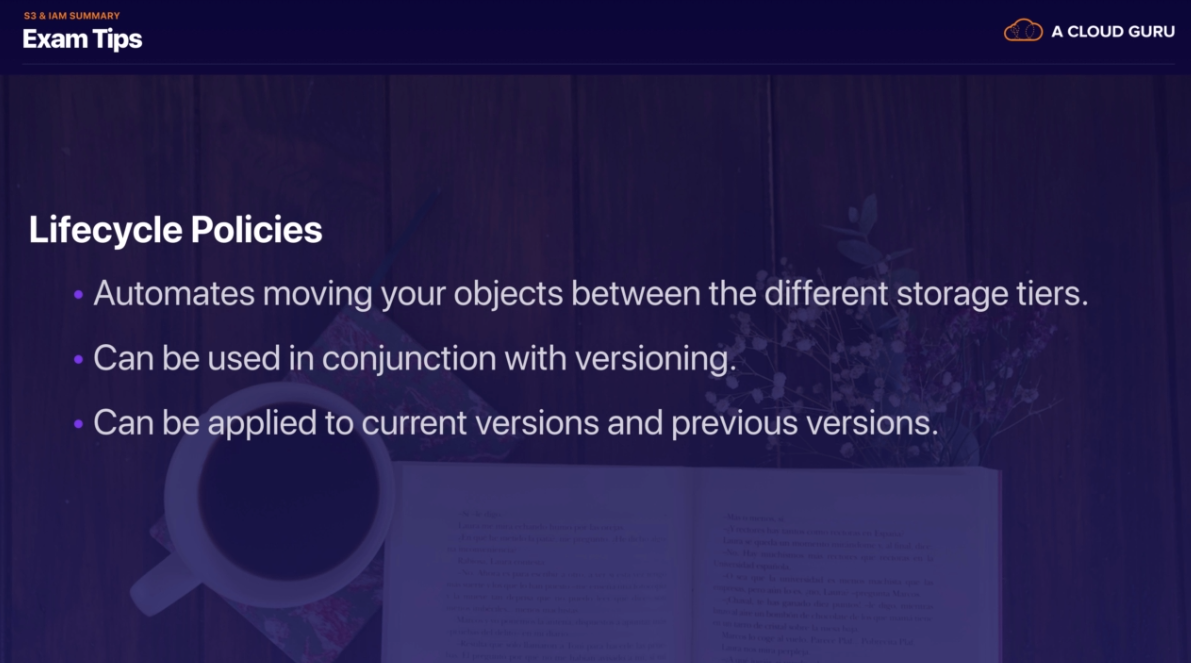 S3 & IAM SUMMARY
Exam Tips
A CLOUD GURU
Lifecycle Policies
• Automates moving your objects between the different storage tiers.
• Can be used in conjunction with versioning.
• Can be applied to current versions and previous versions.